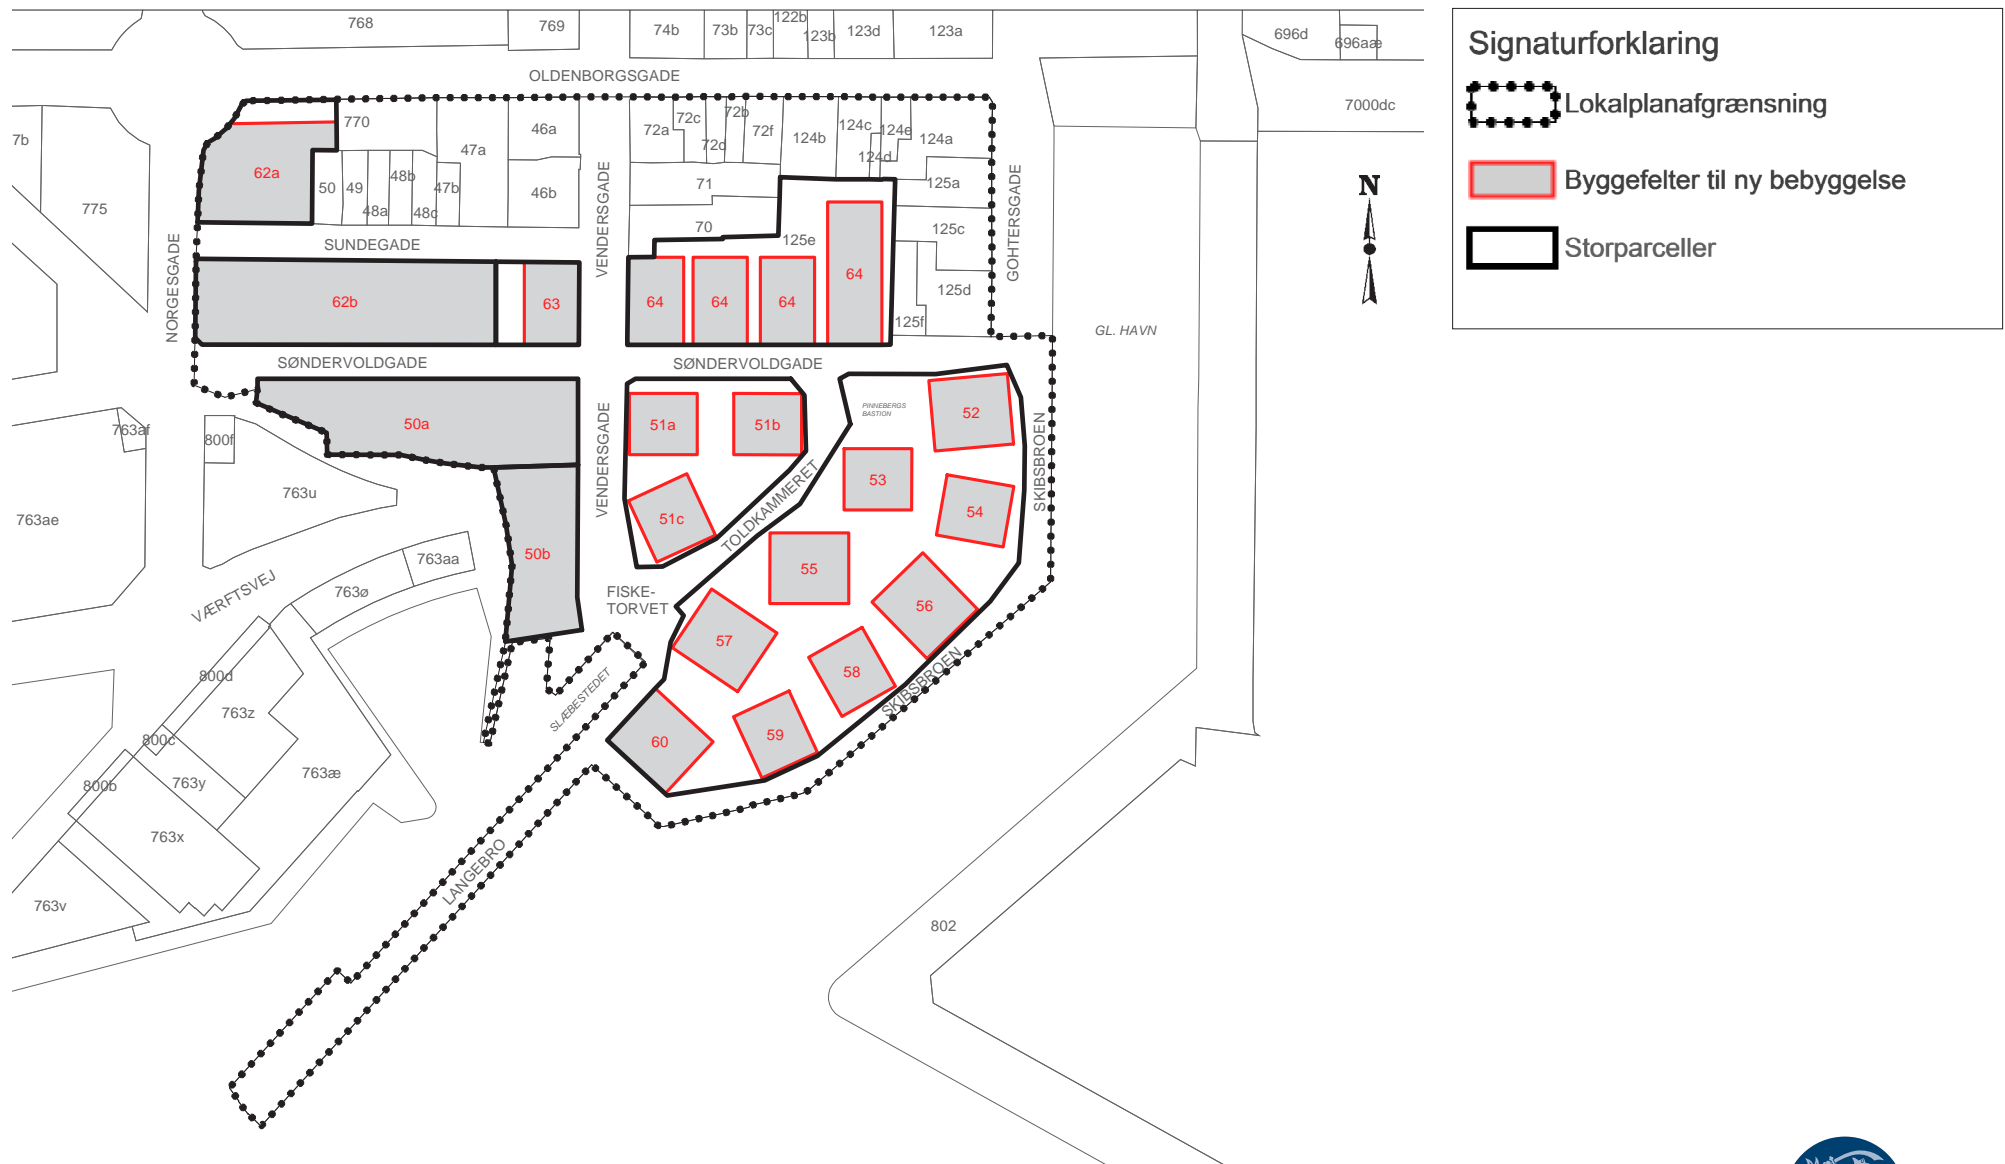 768
769
74b
73b
73c
122b
123b
123d
123a
696d
696aæ
Signaturforklaring
Lokalplanafgrænsning
Byggefelter til ny bebyggelse
Storparceller
OLDENBORGSGADE
7000dc
7b
775
770
62a
50
49
48a
48b
48c
47b
47a
46a
46b
VENDERSGADE
72a
72c
72d
72b
72f
124b
124c
124d
124e
124a
125a
71
70
125e
125c
125d
125f
GOHTERSGADE
N
NORGESGADE
SUNDEGADE
62b
63
64
64
64
64
GL. HAVN
SØNDERVOLDGADE
SØNDERVOLDGADE
763af
800f
50a
VENDERSGADE
51a
51b
51c
PINNEBERGS
BASTION
52
53
54
SKIBSBROEN
TOLDKAMMERET
763ae
763u
50b
763aa
763ø
VÆRFTSVEJ
FISKE-
TORVET
55
56
57
58
59
60
SKIBSBROEN
SLÆBESTEDET
800d
763z
800c
763æ
763y
800b
763x
763v
LANGEBRO
802